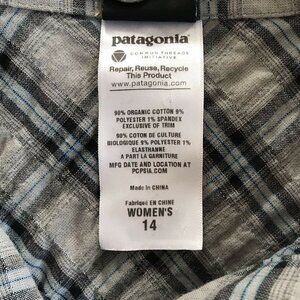 patagonia
COMMON THREADS
INITIATIVE
Repair, Reuse, Recycle
This Product
www.patagonia.com
90% ORGANIC COTTON 9%
POLYESTER 1% SPANDEX
EXCLUSIVE OF TRIM
90% COTON DE CULTURE
BIOLOGIQUE 9% POLYESTER 1%
ELASTHANNE
A PART LA GARNITURE
MFG DATE AND LOCATION AT
PCPSIA.COM
Made in CHINA
Fabriqué EN CHINE
WOMEN'S
14